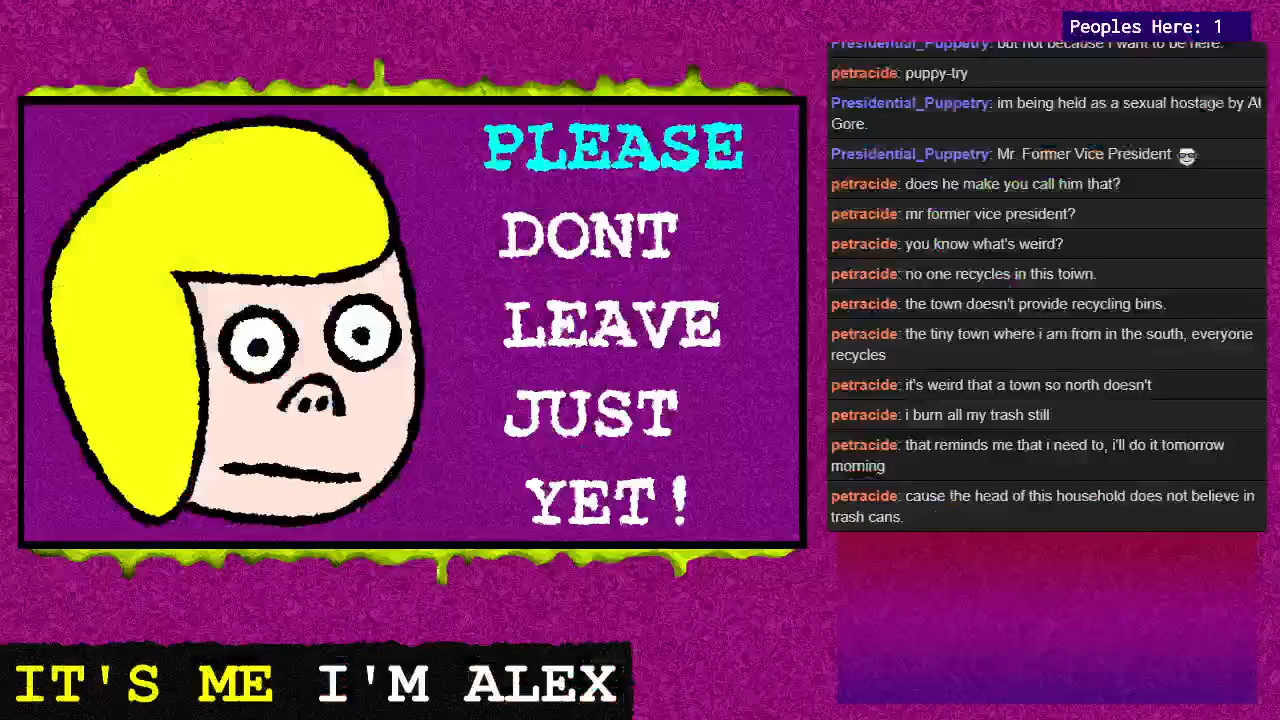 Peoples Here: 1
PLEASE
DONT
LEAVE
JUST
YET!
IT'S ME I'M ALEX
Presidential_Puppetry: but not because i want to be here.
petracide: puppy-try
Presidential_Puppetry: im being held as a sexual hostage by Al
Gore.
Presidential_Puppetry: Mr. Former Vice President
petracide: does he make you call him that?
petracide: mr former vice president?
petracide: you know what's weird?
petracide: no one recycles in this toiwn.
petracide: the town doesn't provide recycling bins.
petracide: the tiny town where i am from in the south, everyone
recycles
petracide: it's weird that a town so north doesn't
petracide: i burn all my trash still
petracide: that reminds me that i need to, i'll do it tomorrow
morning
petracide: cause the head of this household does not believe in
trash cans.